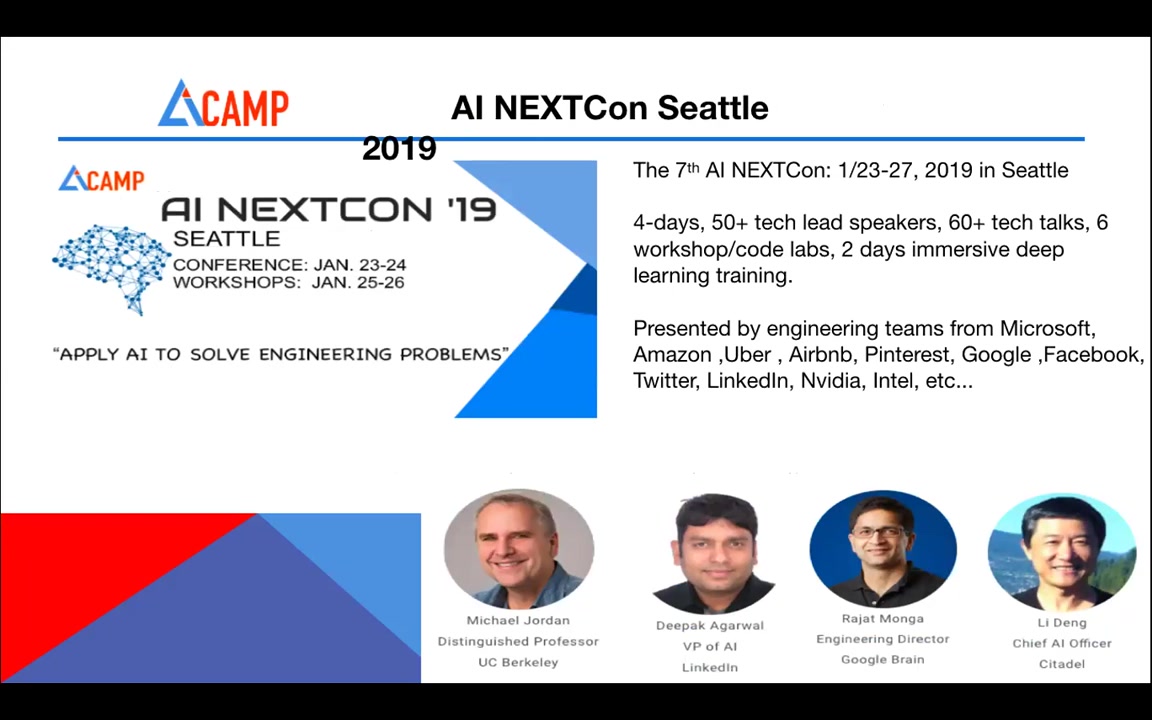 AICAMP
AI NEXTCon Seattle
2019
AICAMP
AI NEXTCON '19
SEATTLE
CONFERENCE: JAN. 23-24
WORKSHOPS: JAN. 25-26
“APPLY AI TO SOLVE ENGINEERING PROBLEMS”
The 7th AI NEXTCon: 1/23-27, 2019 in Seattle
4-days, 50+ tech lead speakers, 60+ tech talks, 6
workshop/code labs, 2 days immersive deep
learning training.
Presented by engineering teams from Microsoft,
Amazon ,Uber , Airbnb, Pinterest, Google ,Facebook,
Twitter, LinkedIn, Nvidia, Intel, etc...
Michael Jordan
Distinguished Professor
UC Berkeley
Deepak Agarwal
VP of AI
LinkedIn
Rajat Monga
Engineering Director
Google Brain
Li Deng
Chief AI Officer
Citadel